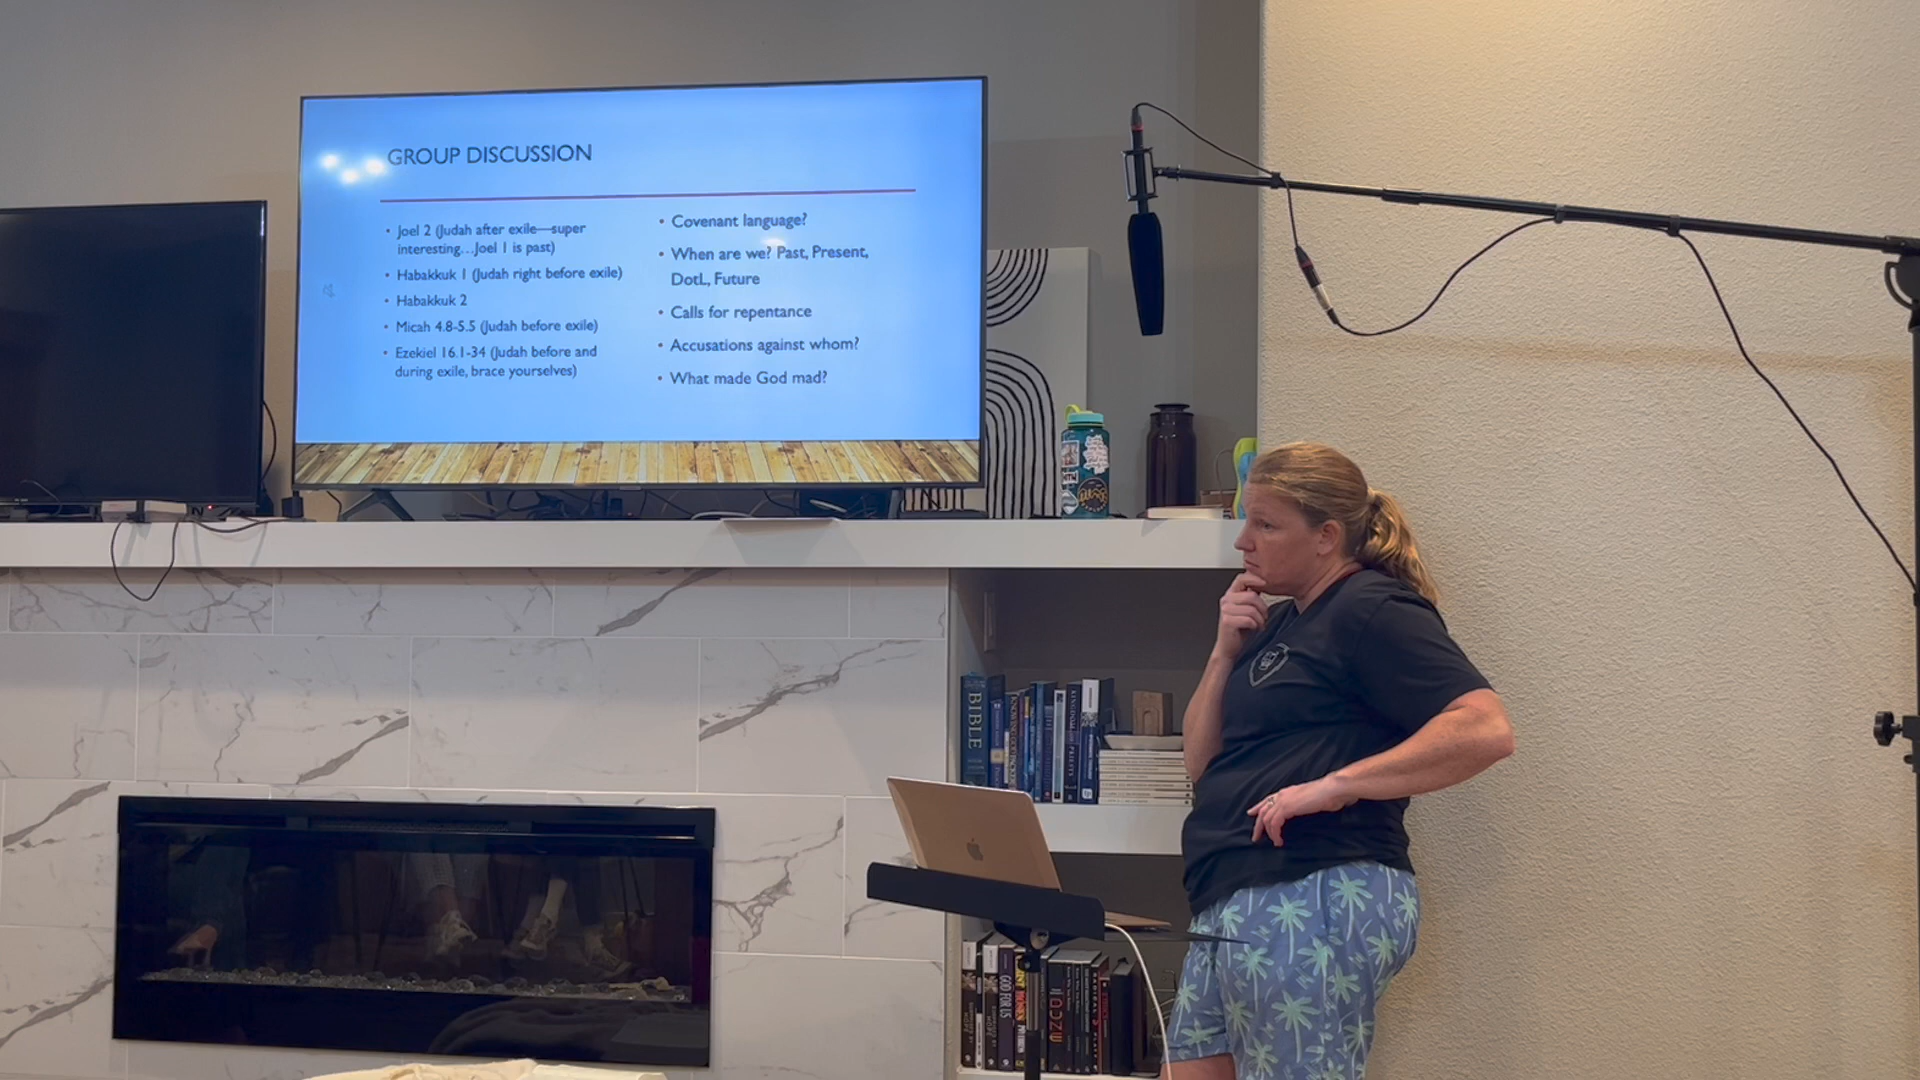 GROUP DISCUSSION
• Joel 2 (Judah after exile—super
interesting…Joel 1 is past)
• Habakkuk 1 (Judah right before exile)
• Habakkuk 2
• Micah 4.8-5.5 (Judah before exile)
• Ezekiel 16.1-34 (Judah before and
during exile, brace yourselves)
• Covenant language?
• When are we? Past, Present,
DotL, Future
• Calls for repentance
• Accusations against whom?
• What made God mad?
BIBLE
GOD FOR US
DUNE